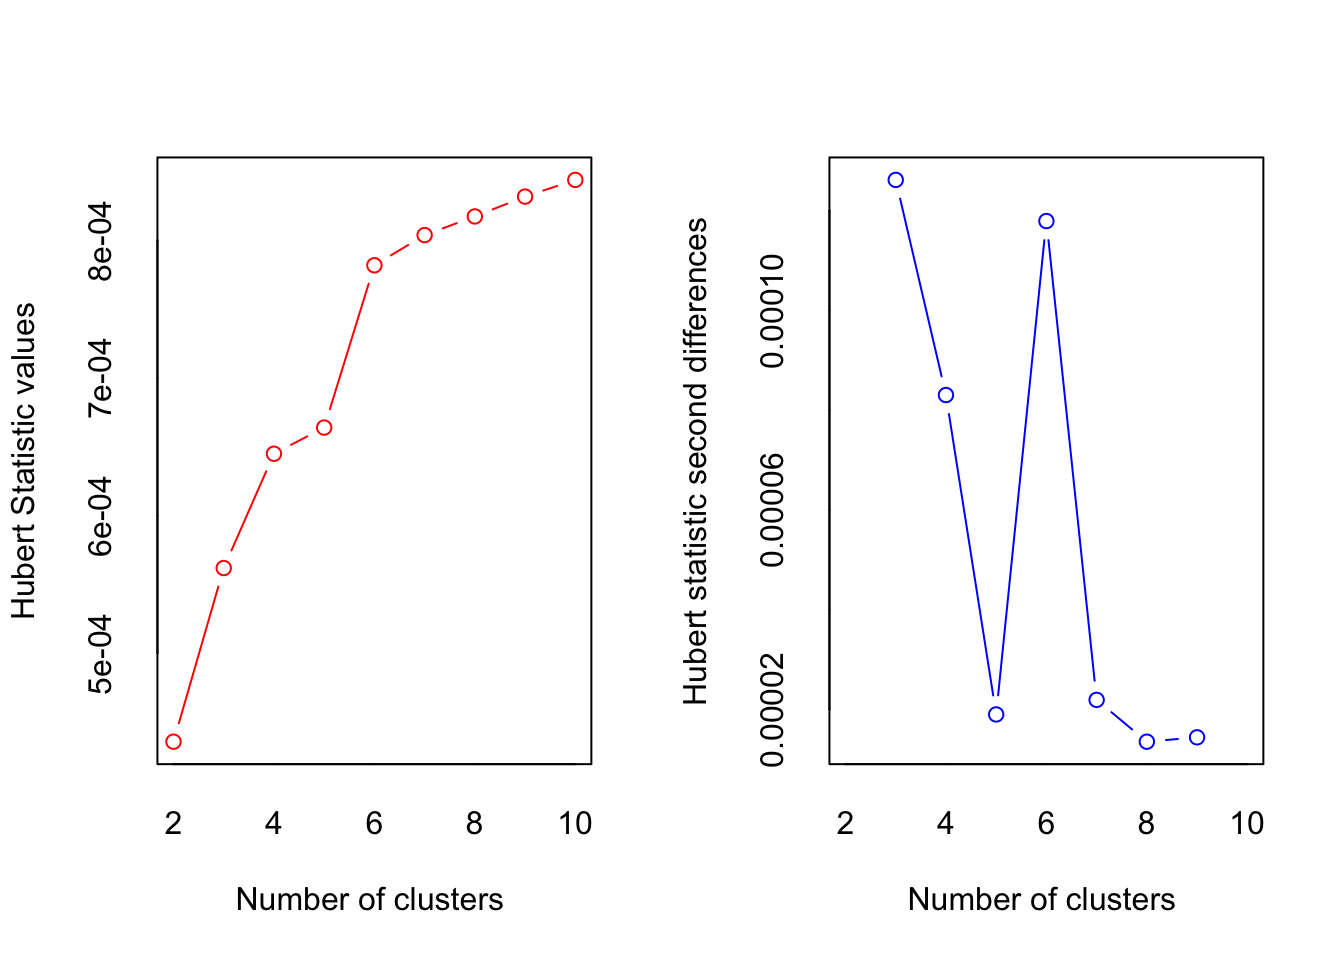 Hubert Statistic values
5e-04 6e-04 7e-04 8e-04
2 4 6 8 10
Number of clusters
Hubert statistic second differences
0.00002 0.00006 0.00010
2 4 6 8 10
Number of clusters